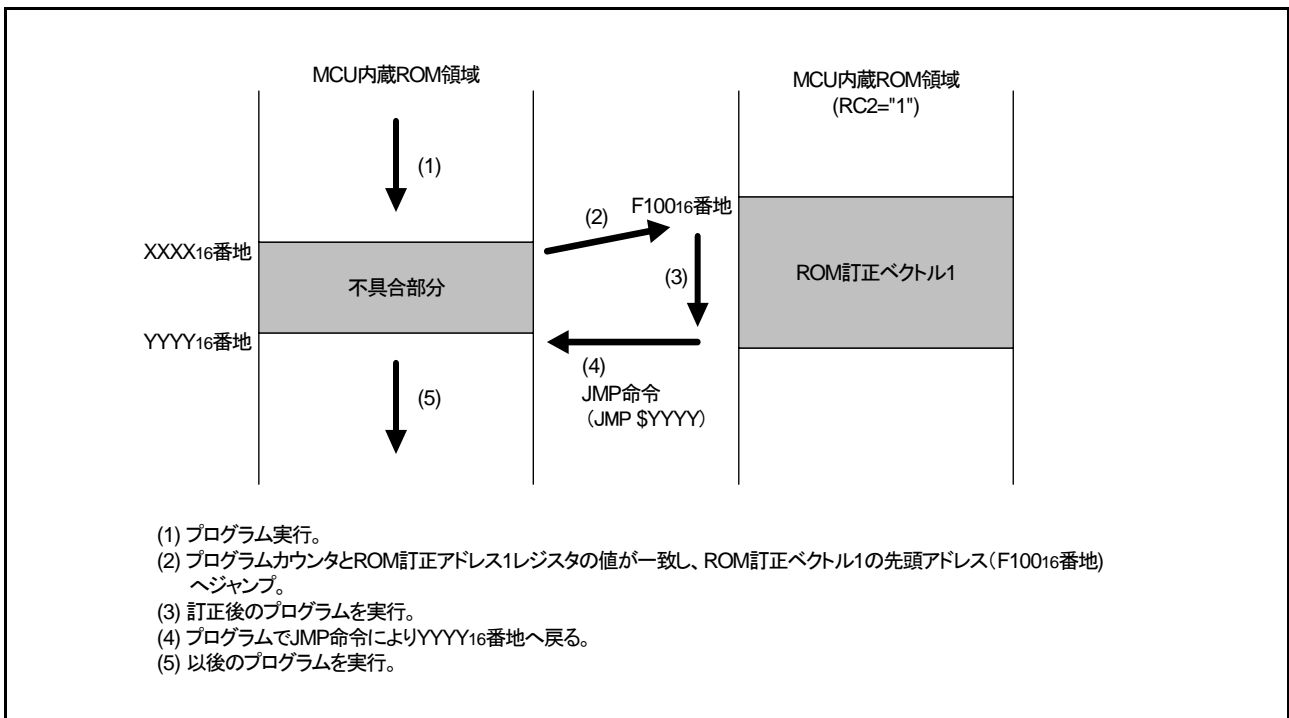 MCU内蔵ROM領域
MCU内蔵ROM領域
(RC2="1")
(1)
(2)
F10016番地
XXXX16番地
不具合部分
(3)
ROM訂正ベクトル1
YYYY16番地
(4)
JMP命令
(JMP $YYYY)
(5)
(1) プログラム実行。
(2) プログラムカウンタとROM訂正アドレス1レジスタの値が一致し、ROM訂正ベクトル1の先頭アドレス(F10016番地)
へジャンプ。
(3) 訂正後のプログラムを実行。
(4) プログラムでJMP命令によりYYYY16番地へ戻る。
(5) 以後のプログラムを実行。